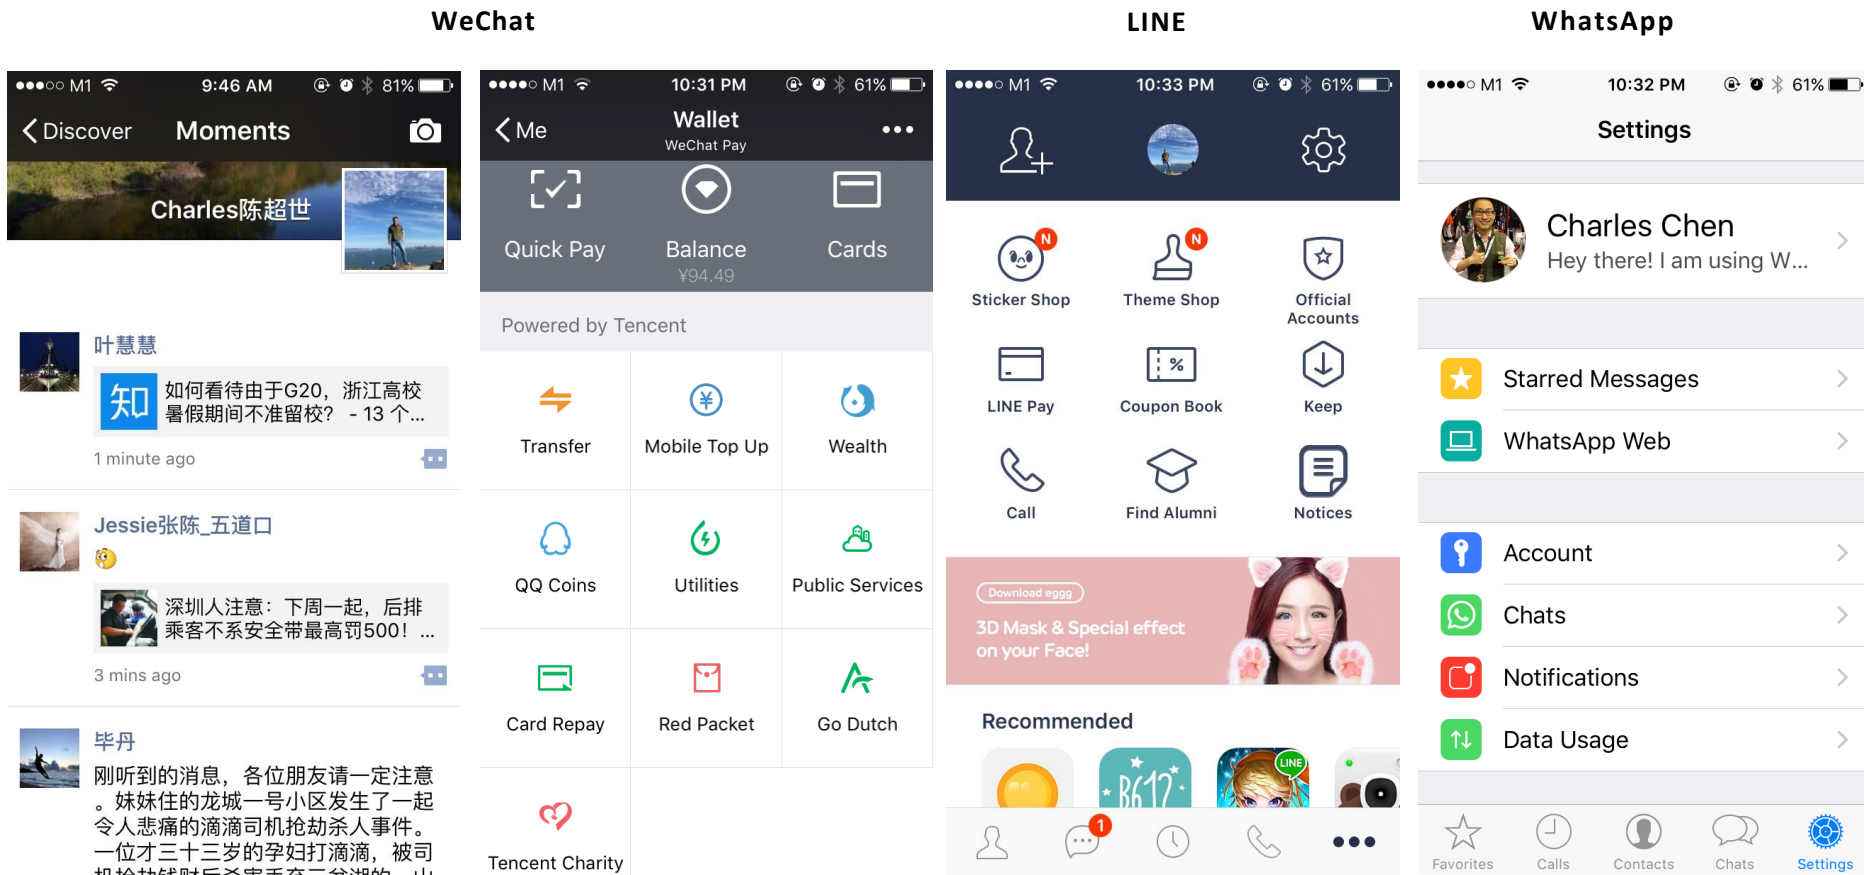 WeChat
LINE
WhatsApp
M1
9:46 AM
81%
Discover
Moments
Charles陈超世
叶慧慧
知
如何看待由于G20，浙江高校
暑假期间不准留校？ - 13 个...
1 minute ago
Jessie张陈_五道口
深圳人注意：下周一起，后排
乘客不系安全带最高罚500！...
3 mins ago
毕丹
刚听到的消息，各位朋友请一定注意
。妹妹住的龙城一号小区发生了一起
令人悲痛的滴滴司机抢劫杀人事件。
一位才三十三岁的孕妇打滴滴，被司
M1
10:31 PM
61%
Me
Wallet
WeChat Pay
Quick Pay
Balance
Cards
¥94.49
Powered by Tencent
Transfer
Mobile Top Up
Wealth
QQ Coins
Utilities
Public Services
Card Repay
Red Packet
Go Dutch
Tencent Charity
M1
10:33 PM
61%
N
N
Sticker Shop
Theme Shop
Official
Accounts
%
LINE Pay
Coupon Book
Keep
Call
Find Alumni
Notices
Download eggg
3D Mask & Special effect
on your Face!
Recommended
B612
LINE
1
M1
10:32 PM
61%
Settings
Charles Chen
Hey there! I am using W...
Starred Messages
WhatsApp Web
Account
Chats
Notifications
Data Usage
Favorites
Calls
Contacts
Chats
Settings